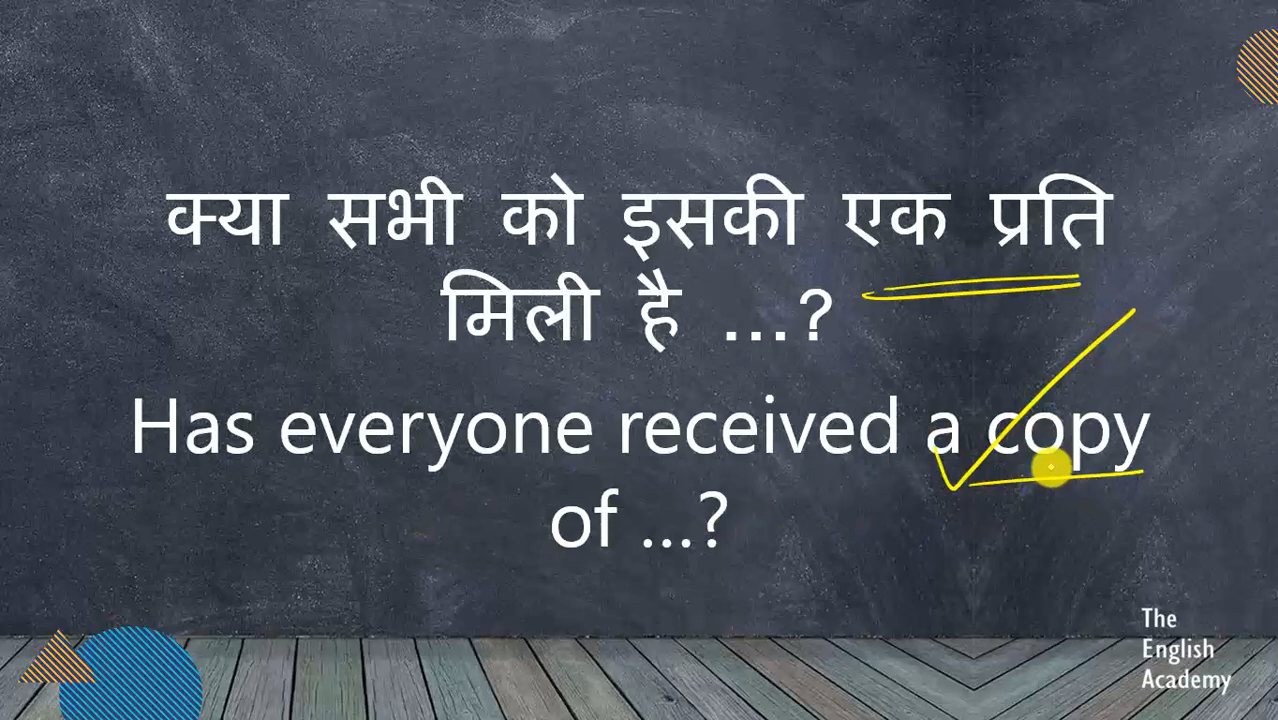 क्या सभी को इसकी एक प्रति
मिली है ...?
Has everyone received a copy
of ...?
The
English
Academy